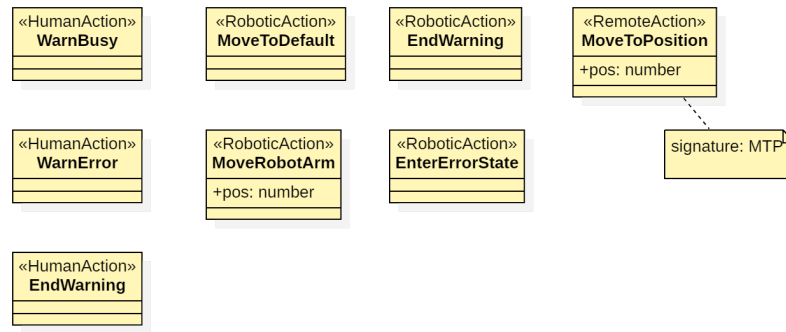 «HumanAction»
WarnBusy
«RoboticAction»
MoveToDefault
«RoboticAction»
EndWarning
«RemoteAction»
MoveToPosition
+pos: number
«HumanAction»
WarnError
«RoboticAction»
MoveRobotArm
+pos: number
«RoboticAction»
EnterErrorState
signature: MTP
«HumanAction»
EndWarning